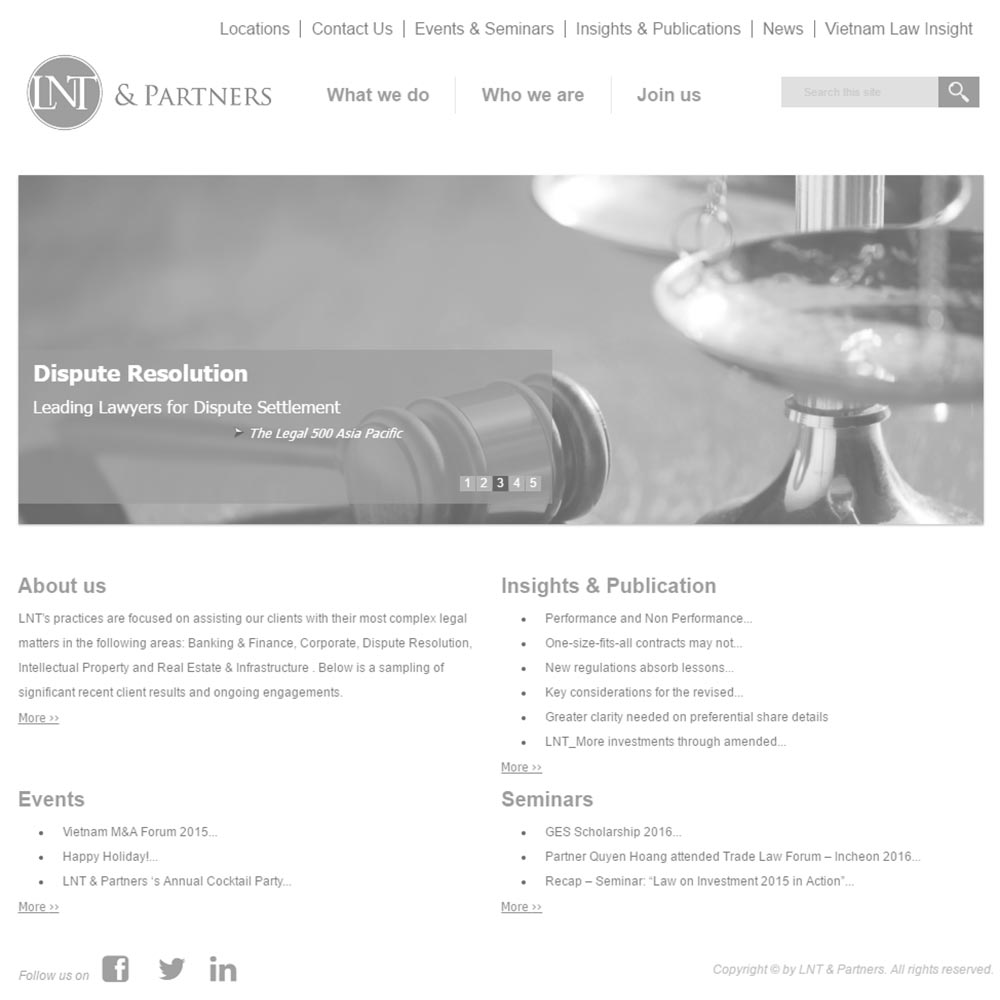 Locations | Contact Us | Events & Seminars | Insights & Publications | News | Vietnam Law Insight
LNT & PARTNERS
What we do
Who we are
Join us
Search this site
Dispute Resolution
Leading Lawyers for Dispute Settlement
The Legal 500 Asia Pacific
1 2 3 4 5
About us
LNT's practices are focused on assisting our clients with their most complex legal
matters in the following areas: Banking & Finance, Corporate, Dispute Resolution,
Intellectual Property and Real Estate & Infrastructure . Below is a sampling of
significant recent client results and ongoing engagements.
More >>
Insights & Publication
• Performance and Non Performance...
• One-size-fits-all contracts may not...
• New regulations absorb lessons...
• Key considerations for the revised...
• Greater clarity needed on preferential share details
• LNT_More investments through amended...
More >>
Events
• Vietnam M&A Forum 2015...
• Happy Holiday!...
• LNT & Partners ‘s Annual Cocktail Party...
More >>
Seminars
• GES Scholarship 2016...
• Partner Quyen Hoang attended Trade Law Forum – Incheon 2016...
• Recap – Seminar: “Law on Investment 2015 in Action”...
More >>
Follow us on
Copyright © by LNT & Partners. All rights reserved.